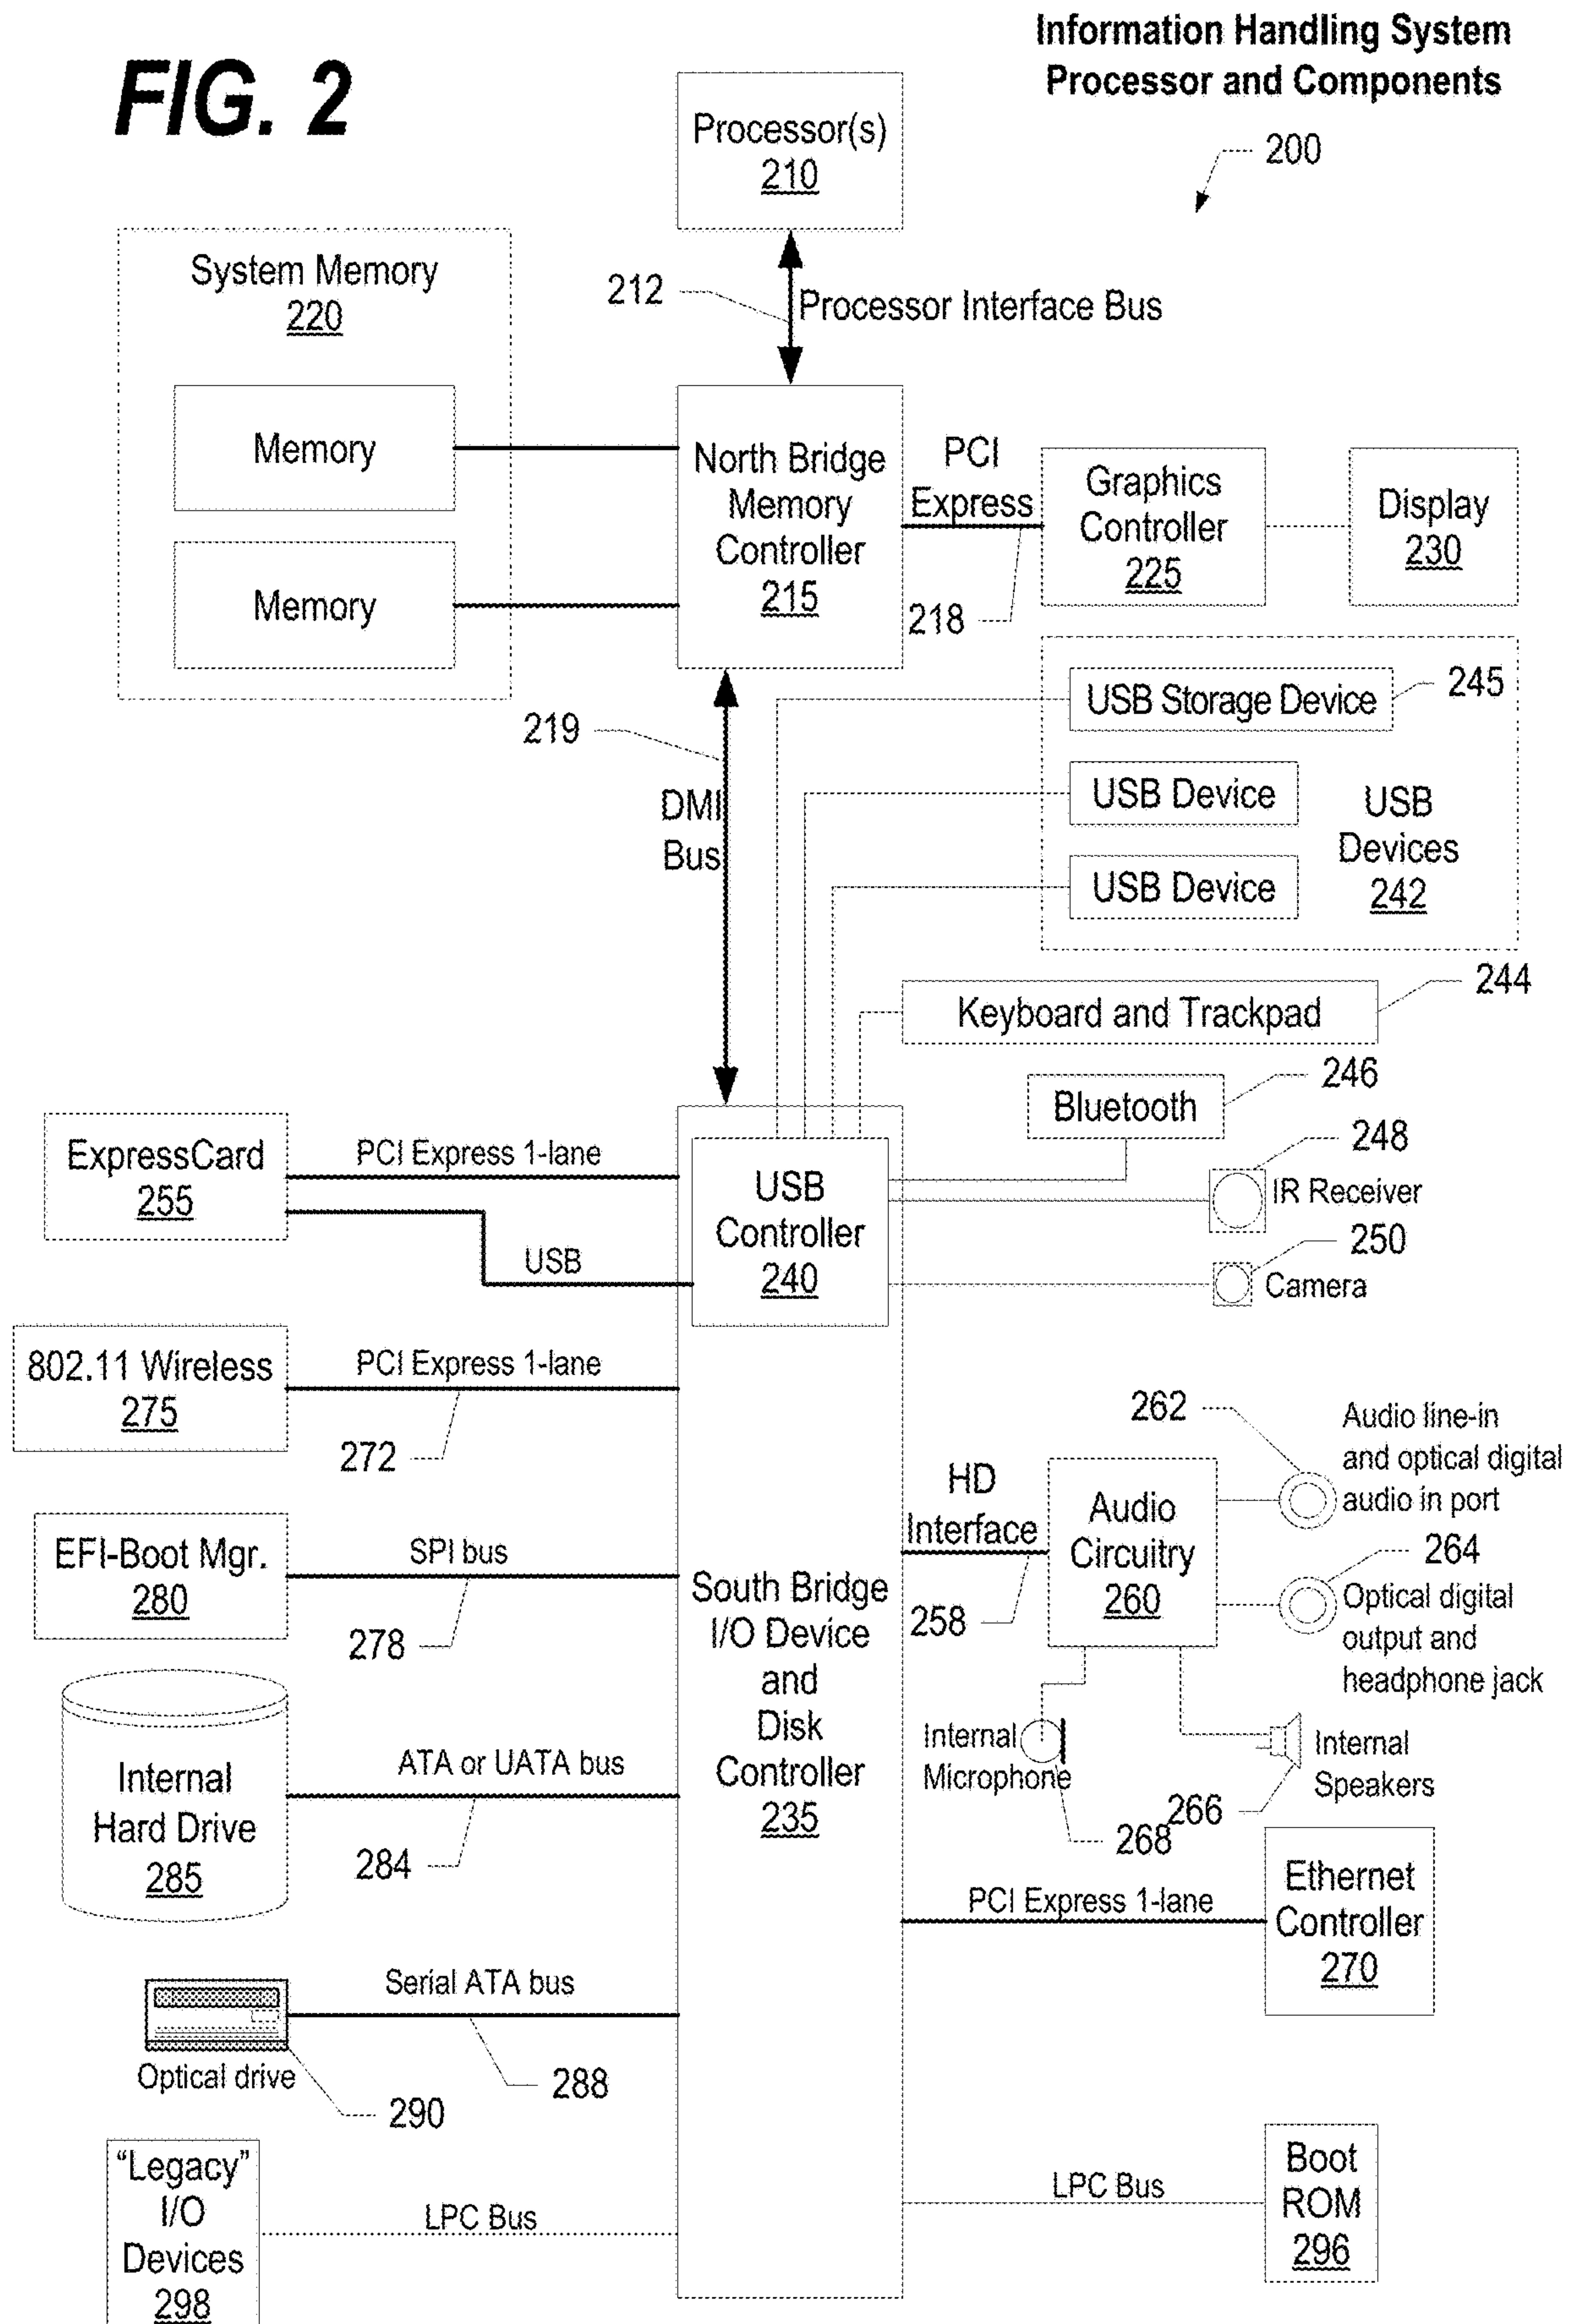 FIG. 2
Information Handling System
Processor and Components
200
Processor(s)
210
212
Processor Interface Bus
System Memory
220
Memory
Memory
North Bridge
Memory
Controller
215
PCI
Express
218
Graphics
Controller
225
Display
230
219
DMI
Bus
USB Storage Device
245
USB Device
USB Device
USB
Devices
242
Keyboard and Trackpad
244
Bluetooth
246
248
IR Receiver
250
Camera
ExpressCard
255
PCI Express 1-lane
USB
USB
Controller
240
802.11 Wireless
275
PCI Express 1-lane
272
EFI-Boot Mgr.
280
SPI bus
278
South Bridge
I/O Device
and
Disk
Controller
235
HD
Interface
258
Audio
Circuitry
260
262
Audio line-in
and optical digital
audio in port
264
Optical digital
output and
headphone jack
Internal
Microphone
268
266
Internal
Speakers
Internal
Hard Drive
285
ATA or UATA bus
284
PCI Express 1-lane
Ethernet
Controller
270
Serial ATA bus
288
Optical drive
290
“Legacy”
I/O
Devices
298
LPC Bus
LPC Bus
Boot
ROM
296